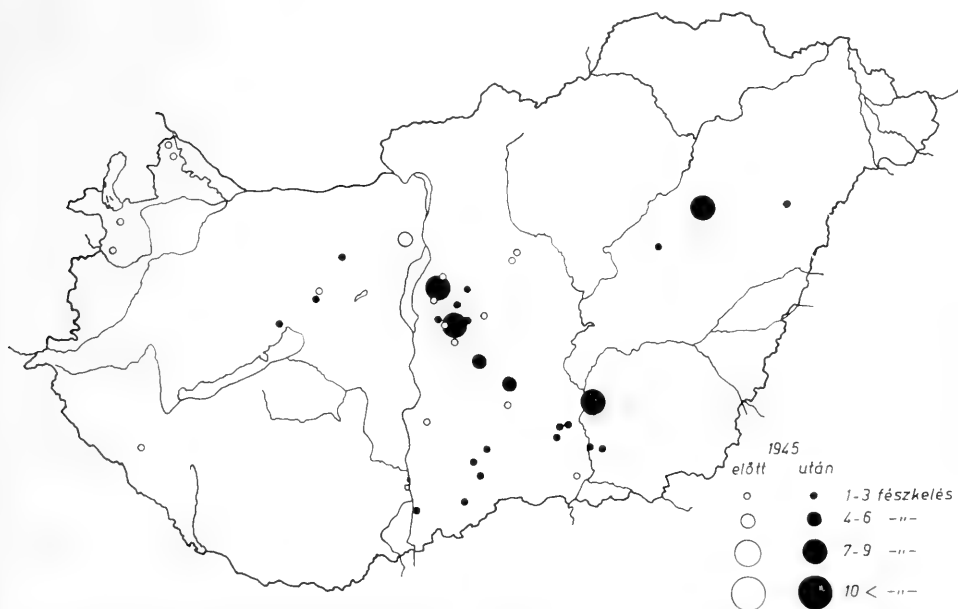 1945
előtt után
1-3 fészkelés
4-6 -"-
7-9 -"-
10 < -"-